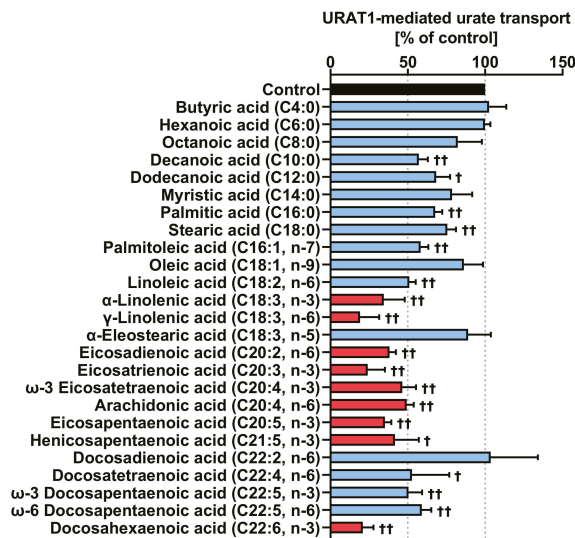 URAT1-mediated urate transport
[% of control]
0 50 100 150
Control
Butyric acid (C4:0)
Hexanoic acid (C6:0)
Octanoic acid (C8:0)
Decanoic acid (C10:0) ††
Dodecanoic acid (C12:0) †
Myristic acid (C14:0)
Palmitic acid (C16:0) ††
Stearic acid (C18:0) ††
Palmitoleic acid (C16:1, n-7) ††
Oleic acid (C18:1, n-9)
Linoleic acid (C18:2, n-6) ††
α-Linolenic acid (C18:3, n-3) ††
γ-Linolenic acid (C18:3, n-6) ††
α-Eleostearic acid (C18:3, n-5)
Eicosadienoic acid (C20:2, n-6) ††
Eicosatrienoic acid (C20:3, n-3) ††
ω-3 Eicosatetraenoic acid (C20:4, n-3) ††
Arachidonic acid (C20:4, n-6) ††
Eicosapentaenoic acid (C20:5, n-3) ††
Henicosapentaenoic acid (C21:5, n-3) †
Docosadienoic acid (C22:2, n-6)
Docosatetraenoic acid (C22:4, n-6) †
ω-3 Docosapentaenoic acid (C22:5, n-3) ††
ω-6 Docosapentaenoic acid (C22:5, n-6) ††
Docosahexaenoic acid (C22:6, n-3) ††